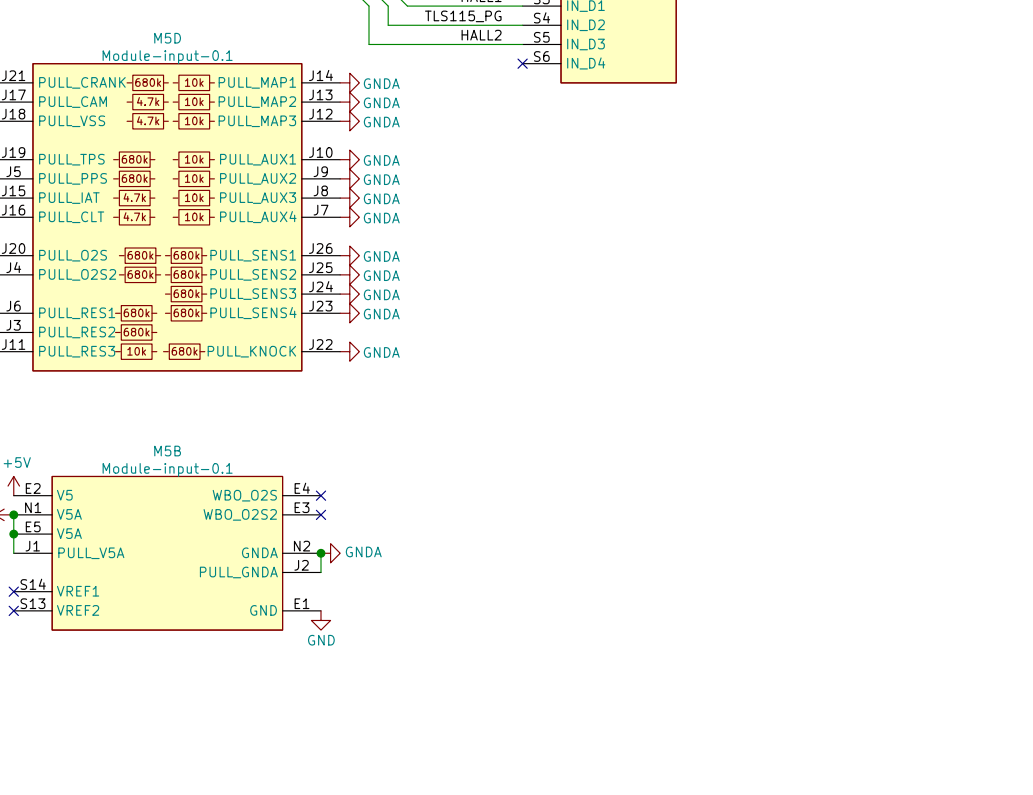 HALL1 S3 IN_D1
TLS115_PG S4 IN_D2
HALL2 S5 IN_D3
S6 IN_D4
M5D
Module-input-0.1
J21 PULL_CRANK 680k 10k PULL_MAP1 J14 GNDA
J17 PULL_CAM 4.7k 10k PULL_MAP2 J13 GNDA
J18 PULL_VSS 4.7k 10k PULL_MAP3 J12 GNDA
J19 PULL_TPS 680k 10k PULL_AUX1 J10 GNDA
J5 PULL_PPS 680k 10k PULL_AUX2 J9 GNDA
J15 PULL_IAT 4.7k 10k PULL_AUX3 J8 GNDA
J16 PULL_CLT 4.7k 10k PULL_AUX4 J7 GNDA
J20 PULL_O2S 680k 680k PULL_SENS1 J26 GNDA
J4 PULL_O2S2 680k 680k PULL_SENS2 J25 GNDA
680k PULL_SENS3 J24 GNDA
J6 PULL_RES1 680k 680k PULL_SENS4 J23 GNDA
J3 PULL_RES2 680k
J11 PULL_RES3 10k 680k PULL_KNOCK J22 GNDA
M5B
Module-input-0.1
+5V
E2 V5 WBO_O2S E4
N1 V5A WBO_O2S2 E3
E5 V5A
J1 PULL_V5A GNDA N2 GNDA
PULL_GNDA J2
S14 VREF1
S13 VREF2 GND E1
GND